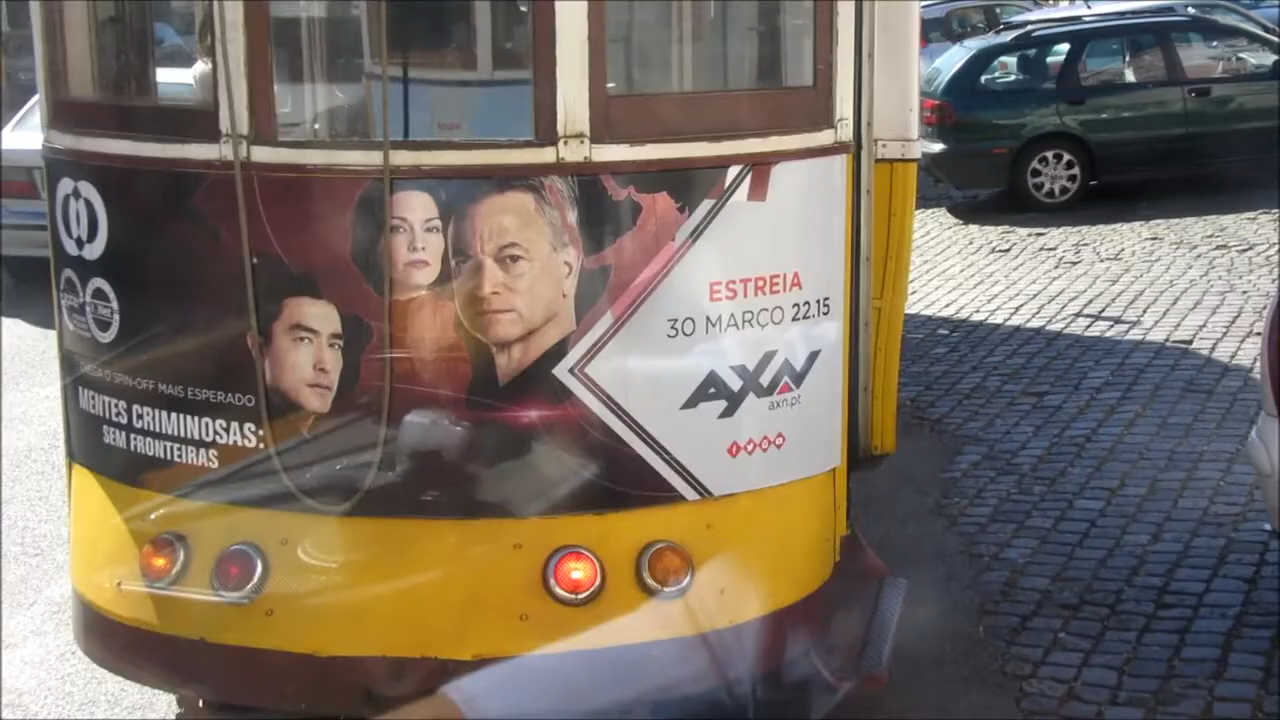 CHEGA O SPIN-OFF MAIS ESPERADO
MENTES CRIMINOSAS:
SEM FRONTEIRAS
ESTREIA
30 MARÇO 22.15
AXN
axn.pt